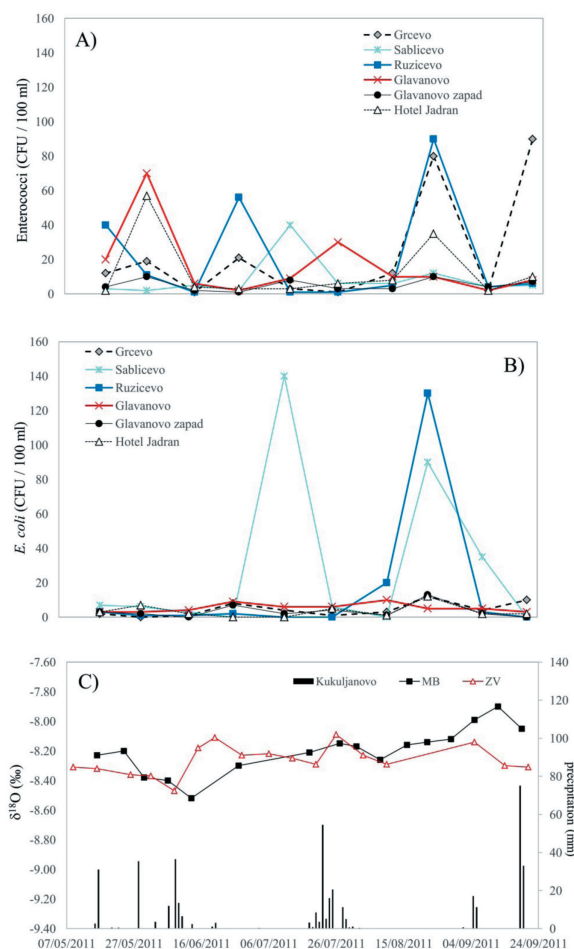 160
A)
140
Grcevo
Sablicevo
120
Ruzicevo
100
Glavanovo
Glavanovo zapad
80
Hotel Jadran
60
40
20
0
Enterococci (CFU / 100 ml)
160
Grcevo
B)
140
Sablicevo
Ruzicevo
120
Glavanovo
Glavanovo zapad
100
Hotel Jadran
80
60
40
20
0
E. coli (CFU / 100 ml)
-7.60 140
C) Kukuljanovo MB ZV
-7.80 120
-8.00
100
-8.20
80
-8.40
-8.60 60
-8.80
40
-9.00
20
-9.20
-9.40 0
δ¹⁸O (‰)
precipitation (mm)
07/05/2011 27/05/2011 16/06/2011 06/07/2011 26/07/2011 15/08/2011 04/09/2011 24/09/2011